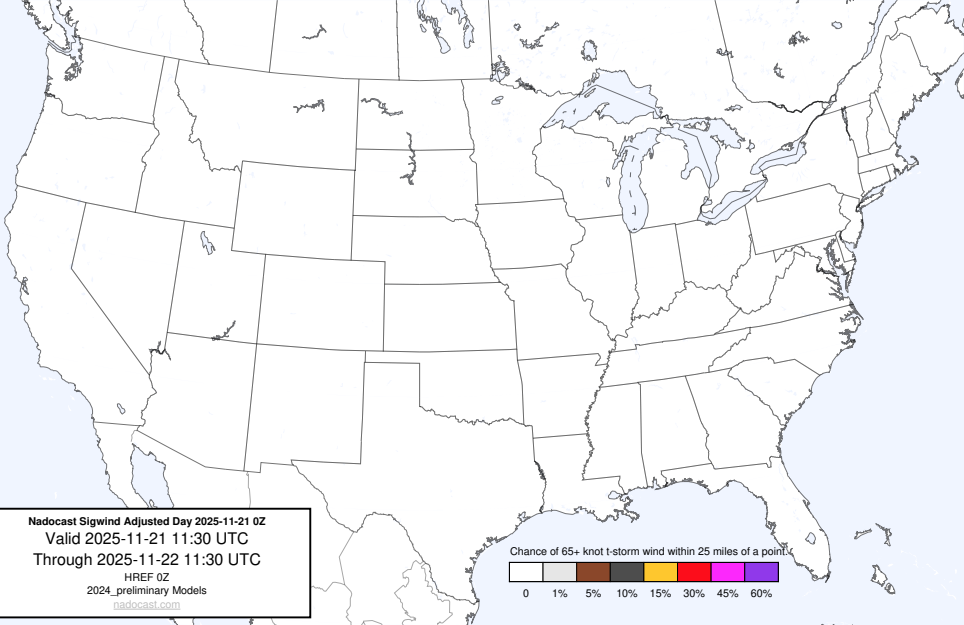 Nadocast Sigwind Adjusted Day 2025-11-21 0Z
Valid 2025-11-21 11:30 UTC
Through 2025-11-22 11:30 UTC
HREF 0Z
2024_preliminary Models
nadocast.com
Chance of 65+ knot t-storm wind within 25 miles of a point.
0 1% 5% 10% 15% 30% 45% 60%